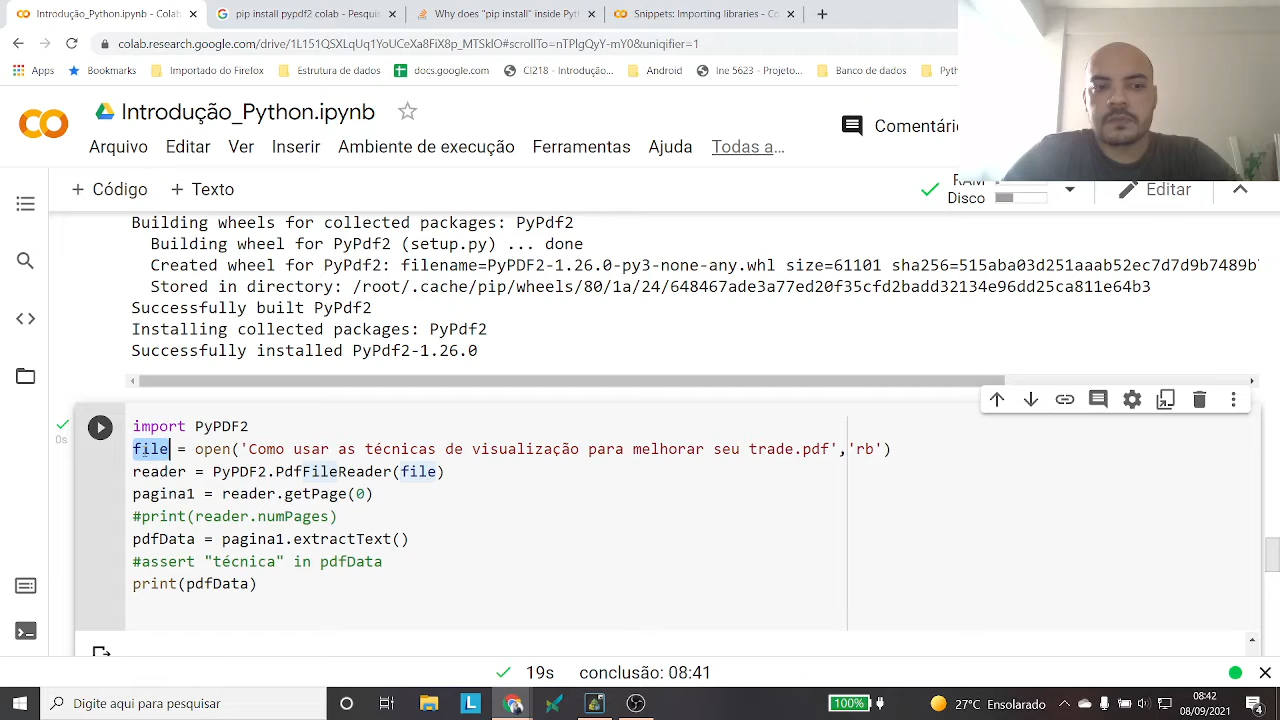 Introdução_Python.ipynb - Colab
pip install pypdf2 colab - Pesquis
Why does "pip install" inside Pyt
Snippets: Importing libraries - Co
colab.research.google.com/drive/1L151QSXLqUq1YoUCeXa8FiX8p_MTSklO#scrollTo=nTPlgQyY-mY0&uniqifier=1
Apps
Bookmarks
Importado do Firefox
Estrutura de dados
docs.google.com
CI218 - Introdução...
Android
Ine 5623 - Projeto...
Banco de dados
Pyth
Introdução_Python.ipynb
Comentário
Arquivo Editar Ver Inserir Ambiente de execução Ferramentas Ajuda Todas a...
+ Código + Texto
RAM
Disco
Editar
Building wheels for collected packages: PyPdf2
Building wheel for PyPdf2 (setup.py) ... done
Created wheel for PyPdf2: filename=PyPDF2-1.26.0-py3-none-any.whl size=61101 sha256=515aba03d251aaab52ec7d7d9b7489b
Stored in directory: /root/.cache/pip/wheels/80/1a/24/648467ade3a77ed20f35cfd2badd32134e96dd25ca811e64b3
Successfully built PyPdf2
Installing collected packages: PyPdf2
Successfully installed PyPdf2-1.26.0
0s
import PyPDF2
file = open('Como usar as técnicas de visualização para melhorar seu trade.pdf','rb')
reader = PyPDF2.PdfFileReader(file)
pagina1 = reader.getPage(0)
#print(reader.numPages)
pdfData = pagina1.extractText()
#assert "técnica" in pdfData
print(pdfData)
19s conclusão: 08:41
Digite aqui para pesquisar
L
100%
27°C Ensolarado
08:42
08/09/2021
4